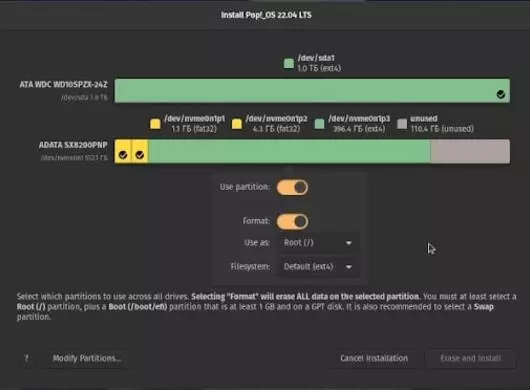 Install Pop!_OS 22.04 LTS
/dev/sda1
1.0 ТБ (ext4)
ATA WDC WD10SPZX-24Z
/dev/sda 1.0 ТБ
/dev/nvme0n1p1
1.1 ГБ (fat32)
/dev/nvme0n1p2
4.3 ГБ (fat32)
/dev/nvme0n1p3
396.4 ГБ (ext4)
unused
110.4 ГБ (unused)
ADATA SX8200PNP
/dev/nvme0n1 512.1 ГБ
Use partition:
Format:
Use as: Root (/)
Filesystem: Default (ext4)
Select which partitions to use across all drives. Selecting "Format" will erase ALL data on the selected partition. You must at least select a
Root (/) partition, plus a Boot (/boot/efi) partition that is at least 1 GB and on a GPT disk. It is also recommended to select a Swap
partition.
? Modify Partitions... Cancel Installation Erase and Install